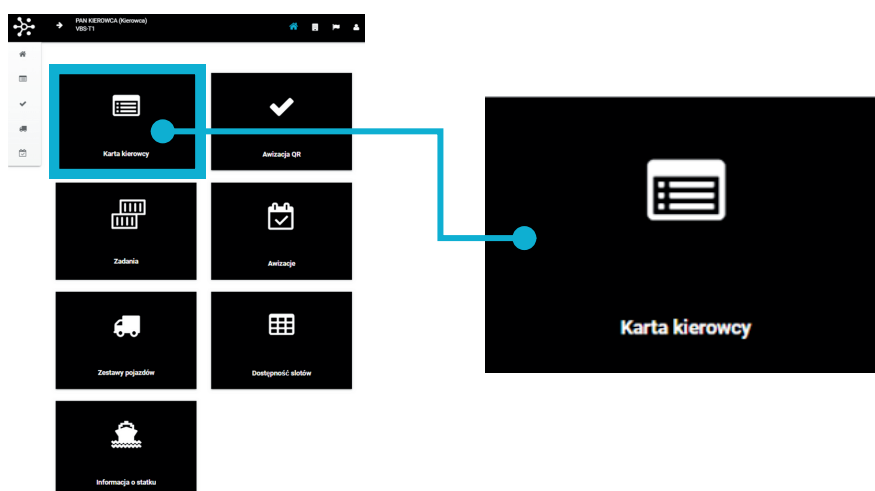 PAN KIEROWCA (Kierowca)
VBS-T1
Karta kierowcy
Awizacja QR
Zadania
Awizacje
Zestawy pojazdów
Dostępność slotów
Informacja o statku
Karta kierowcy